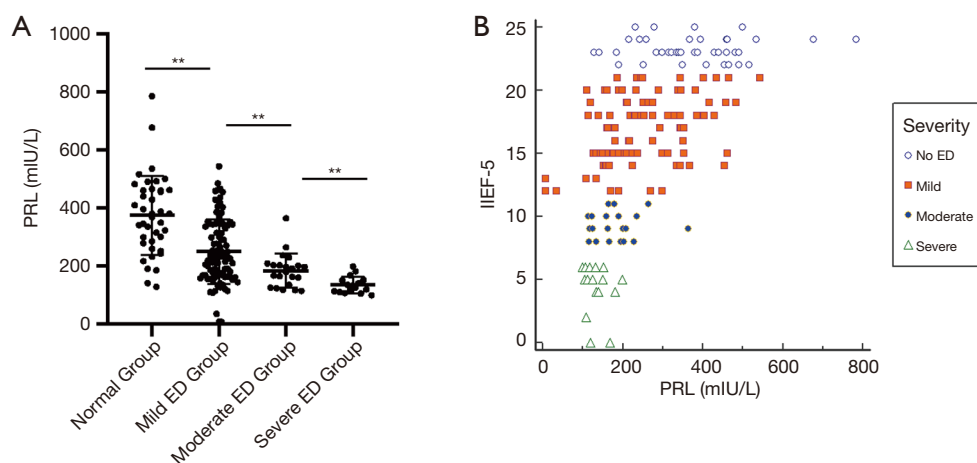 A
1000
800
600
400
200
0
PRL (mIU/L)
**
**
**
Normal Group
Mild ED Group
Moderate ED Group
Severe ED Group
B
25
20
15
10
5
0
IIEF-5
0
200
400
600
800
PRL (mIU/L)
Severity
No ED
Mild
Moderate
Severe